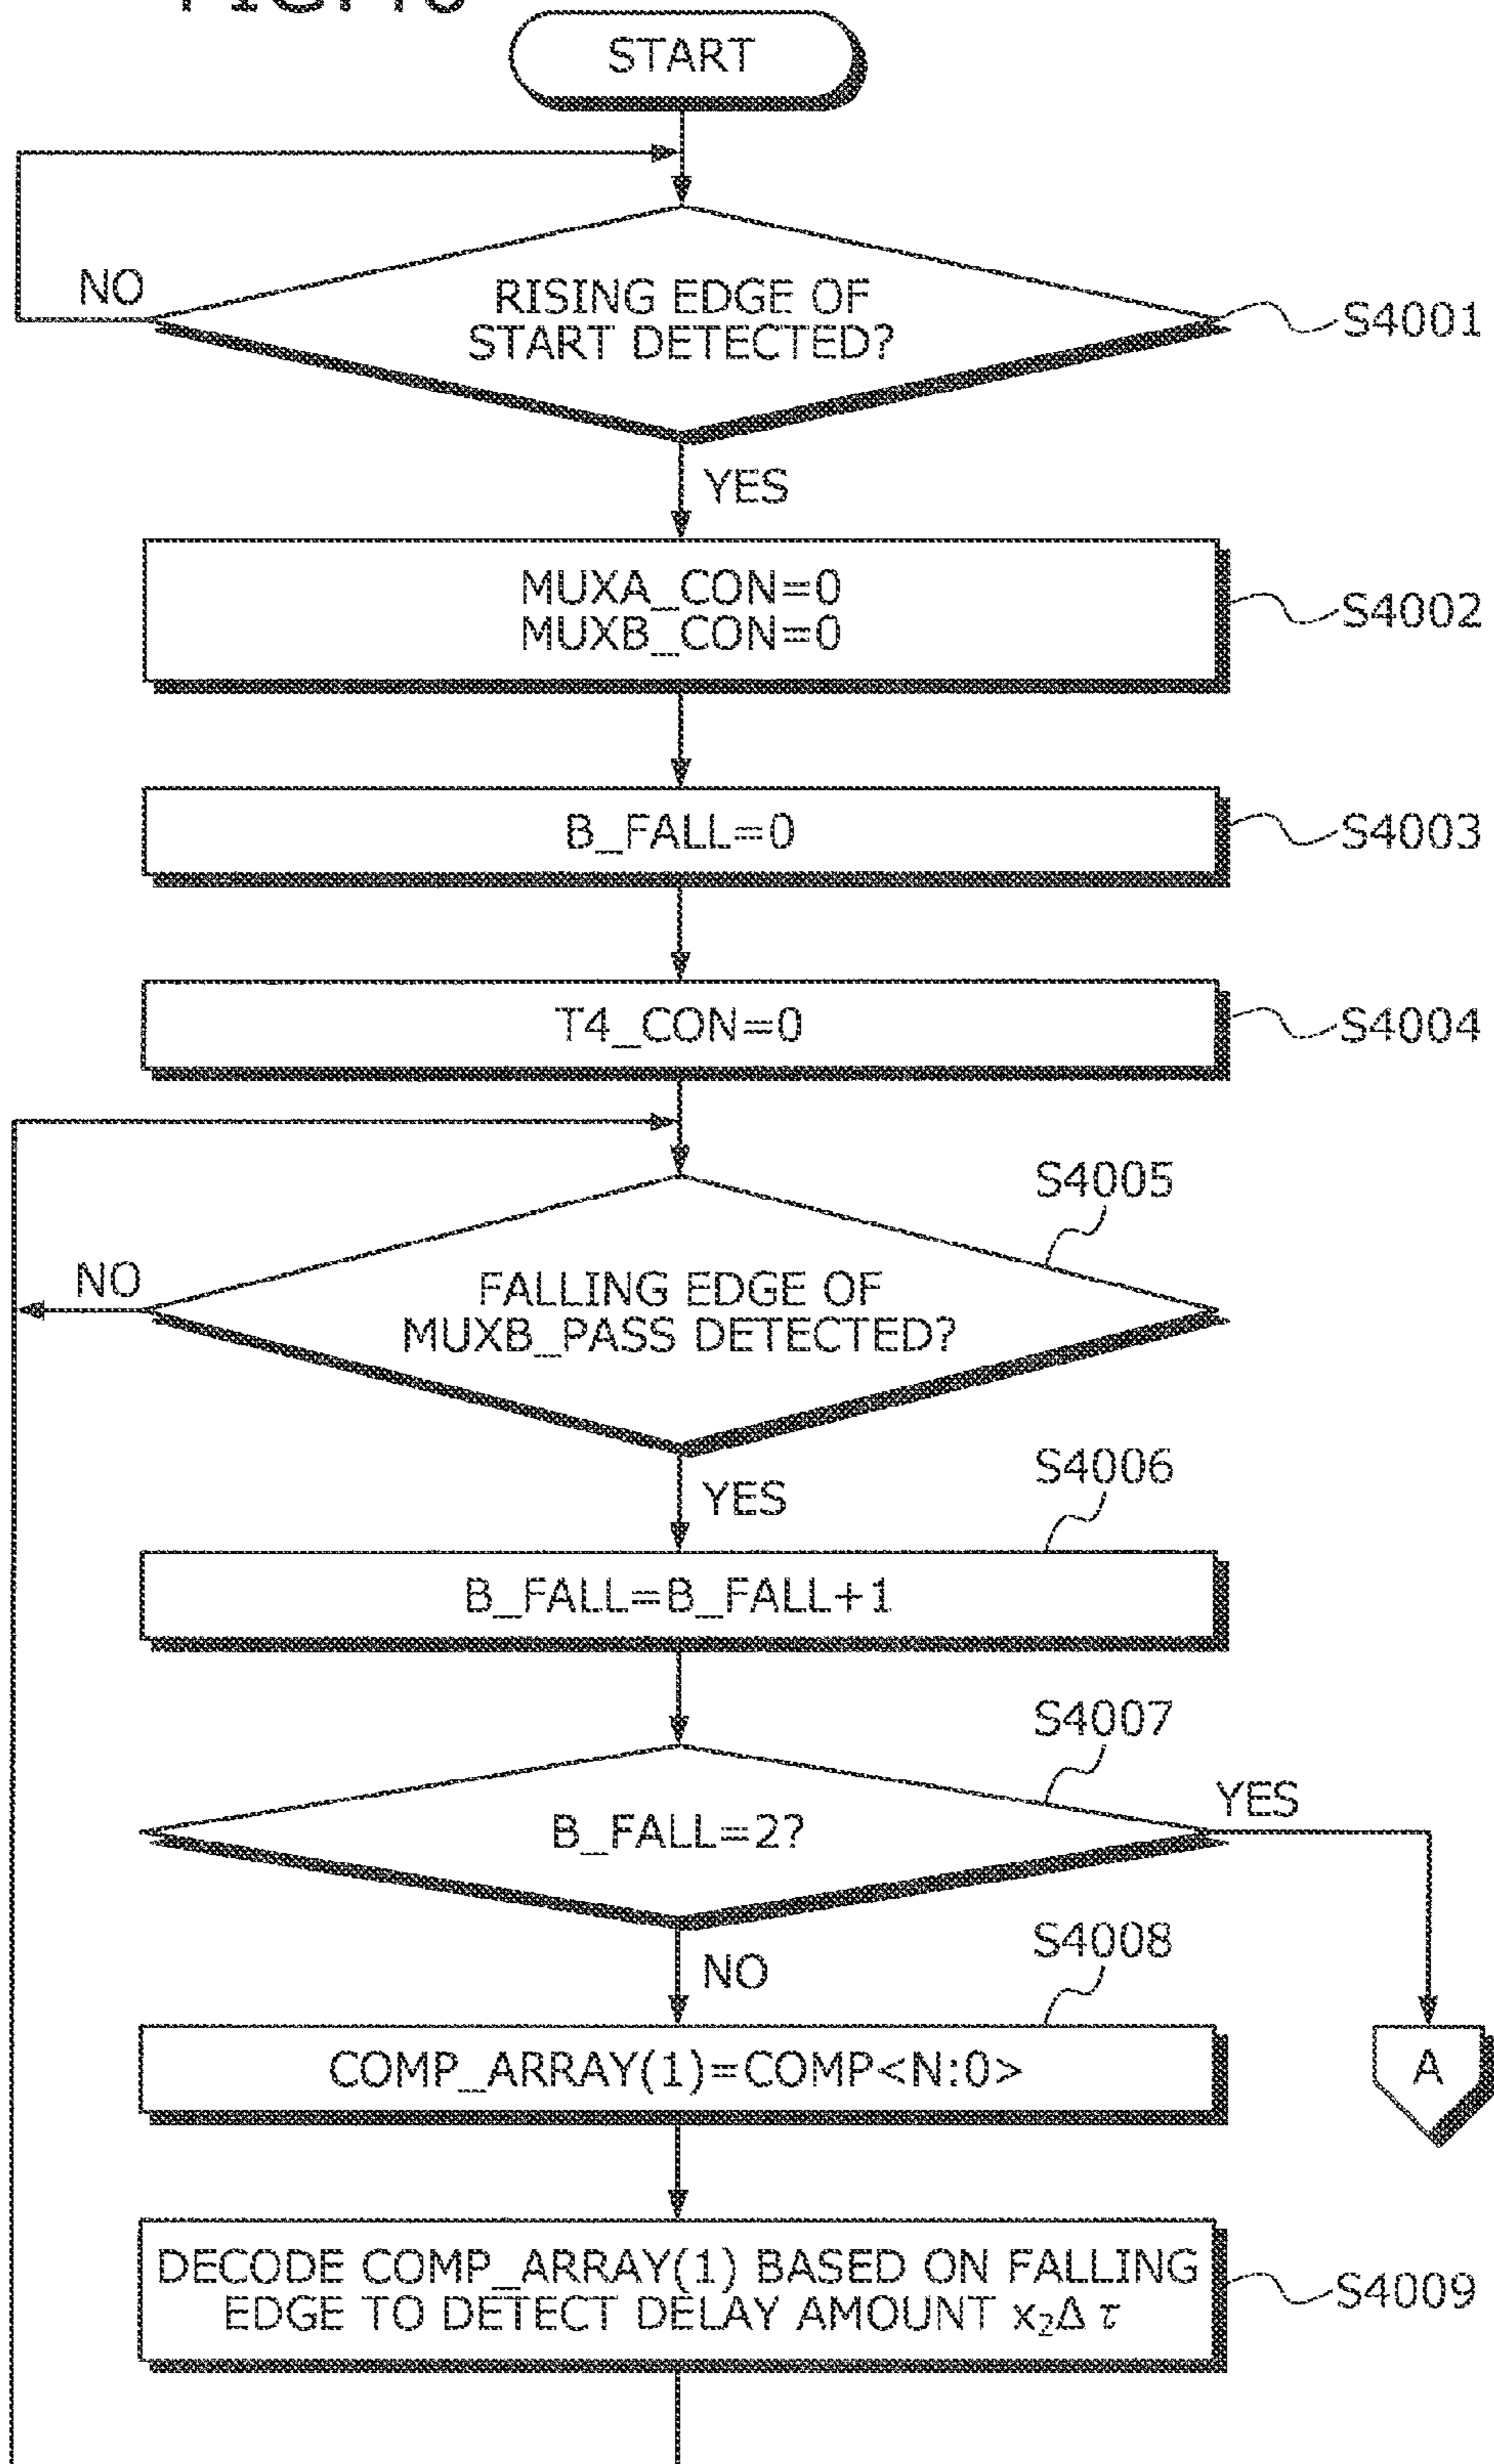 START
NO
RISING EDGE OF
START DETECTED?
S4001
YES
MUXA_CON=0
MUXB_CON=0
S4002
B_FALL=0
S4003
T4_CON=0
S4004
S4005
NO
FALLING EDGE OF
MUXB_PASS DETECTED?
YES
S4006
B_FALL=B_FALL+1
S4007
YES
B_FALL=2?
NO
S4008
COMP_ARRAY(1)=COMP<N:0>
A
DECODE COMP_ARRAY(1) BASED ON FALLING
EDGE TO DETECT DELAY AMOUNT x₂Δτ
S4009